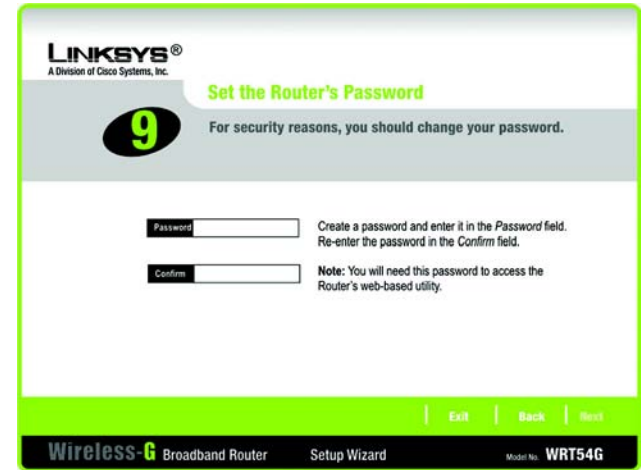 LINKSYS®
A Division of Cisco Systems, Inc.
Set the Router's Password
9
For security reasons, you should change your password.
Password
Create a password and enter it in the Password field.
Re-enter the password in the Confirm field.
Confirm
Note: You will need this password to access the
Router's web-based utility.
Exit
Back
Next
Wireless-G Broadband Router
Setup Wizard
Model No. WRT54G